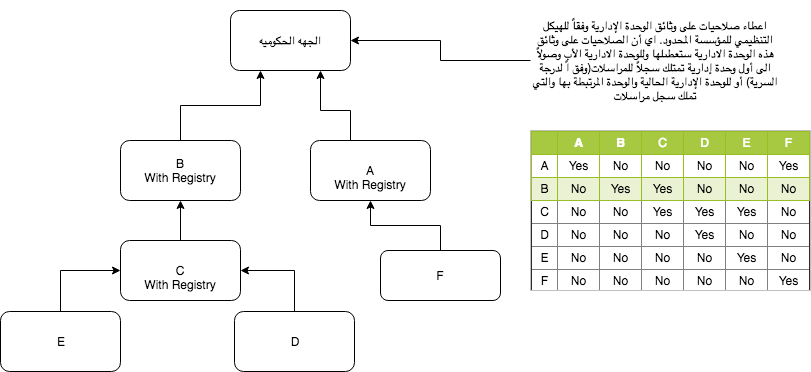 الجهه الحكوميه
اعطاء صلاحيات على وثائق الوحدة الإدارية وفقاً للهيكل
التنظيمي للمؤسسة المحدود. اي أن الصلاحيات على وثائق
هذه الوحدة الادارية ستعطىلها وللوحدة الادارية الأب وصولاً
الى أول وحدة إدارية تمتلك سجلاً للمراسلات(وفق اً لدرجة
السرية) أو للوحدة الإدارية الحالية والوحدة المرتبطة بها والتي
تملك سجل مراسلات
B
With Registry
A
With Registry
C
With Registry
F
E
D
A B C D E F
A Yes No No No No Yes
B No Yes Yes No No No
C No No Yes Yes Yes No
D No No No Yes No No
E No No No No Yes No
F No No No No No Yes